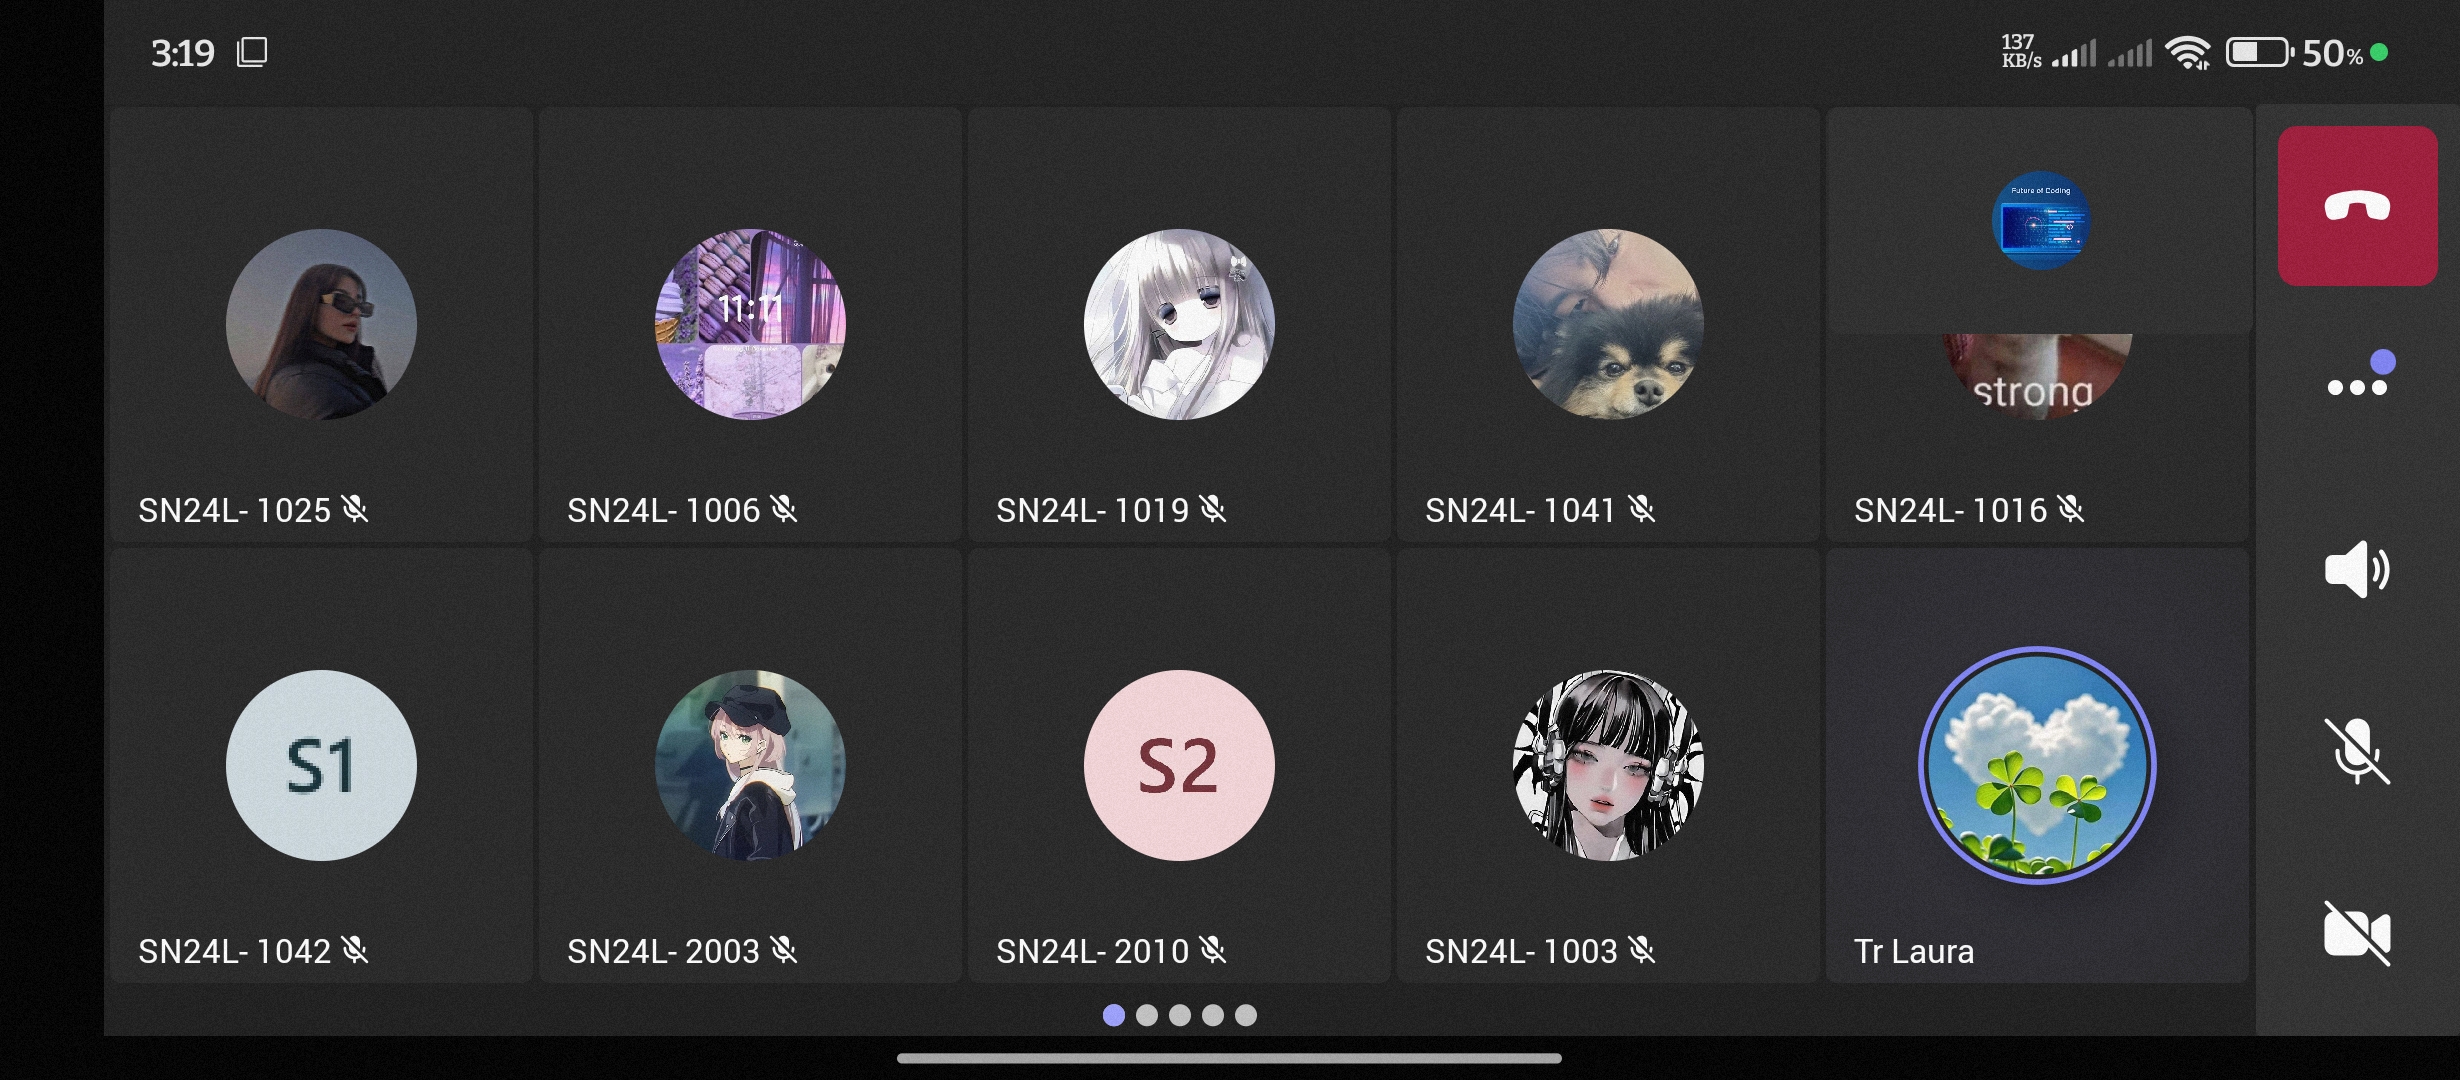 3:19
137
KB/s
50%
Future of Coding
11:11
strong
SN24L- 1025
SN24L- 1006
SN24L- 1019
SN24L- 1041
SN24L- 1016
S1
S2
SN24L- 1042
SN24L- 2003
SN24L- 2010
SN24L- 1003
Tr Laura